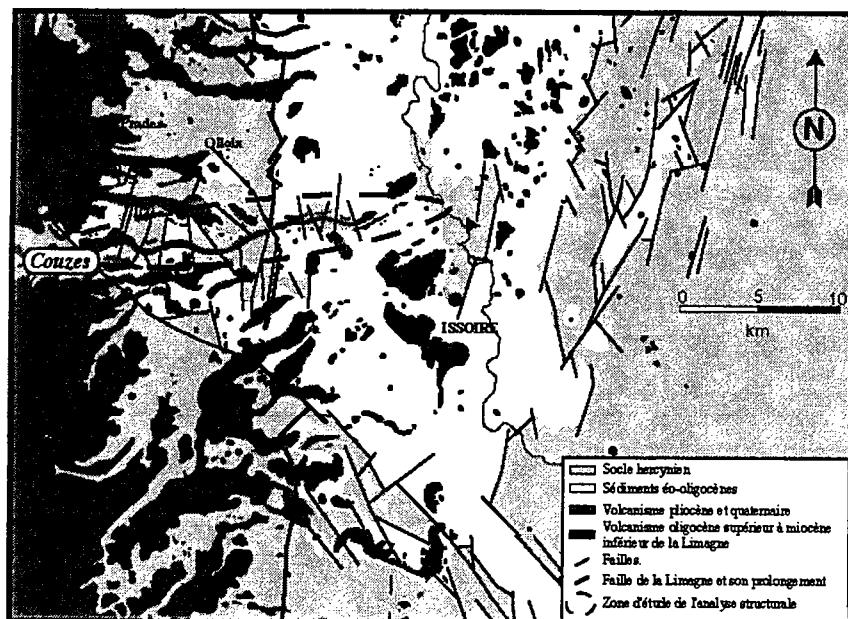 Prades
Olloix
N
Couzes
0 5 10
km
ISSOIRE
Socle hercynien
Sédiments éo-oligocènes
Volcanisme pliocène et quaternaire
Volcanisme oligocène supérieur à miocène
inférieur de la Limagne
Failles.
Faille de la Limagne et son prolongement
Zone d'étude de l'analyse structurale